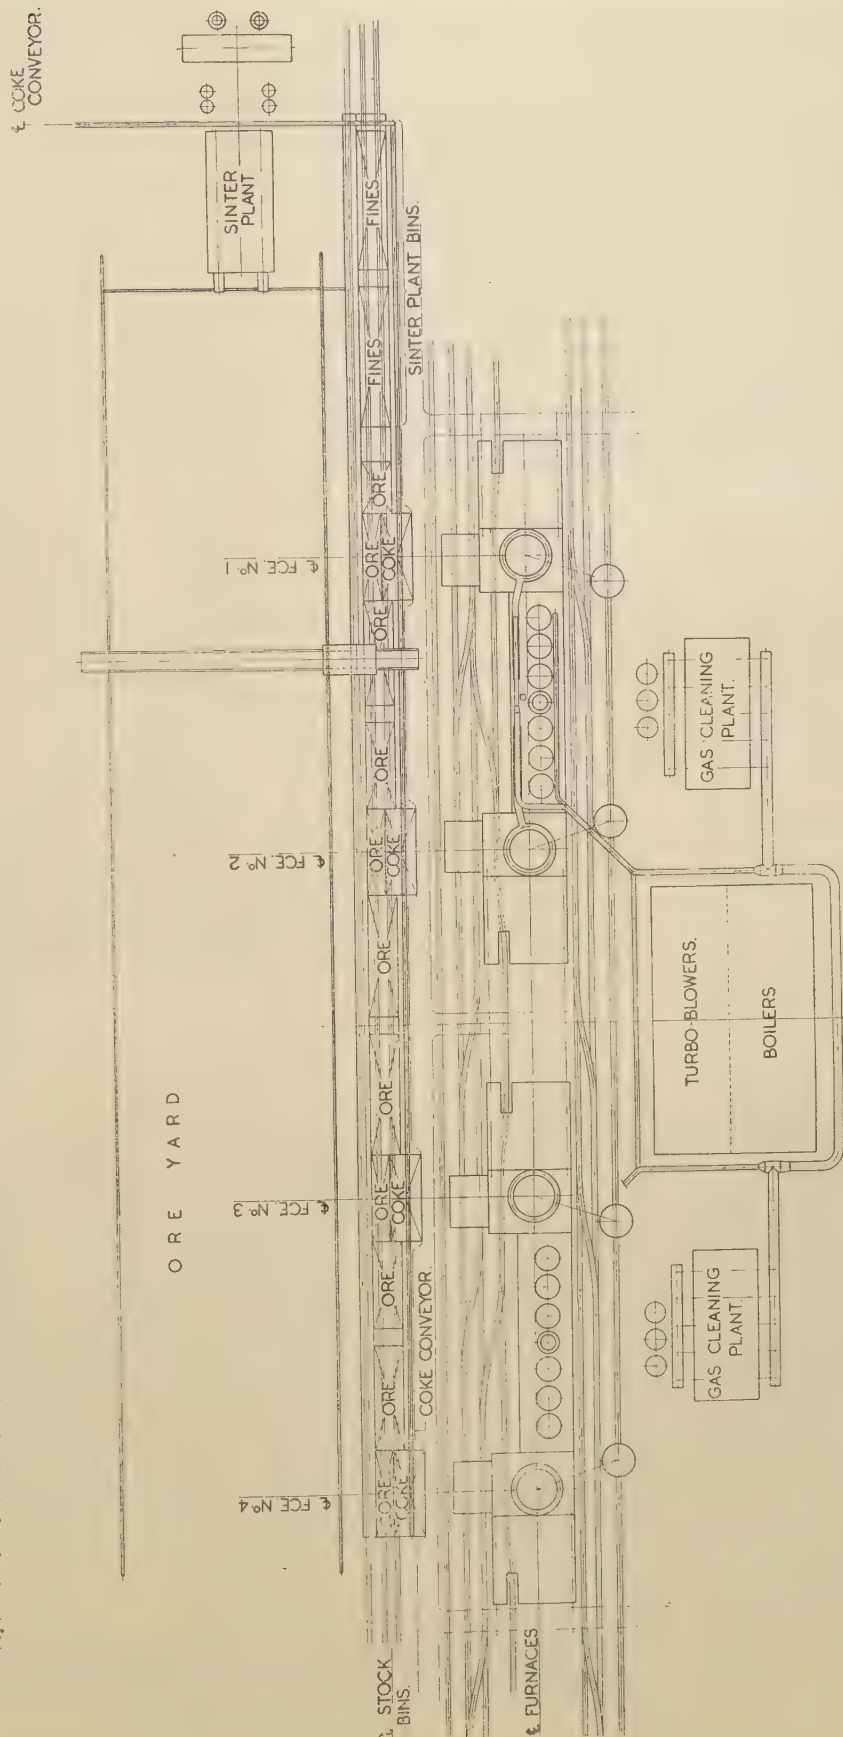 ℄ COKE
CONVEYOR.
SINTER
PLANT
FINES
SINTER PLANT BINS.
FINES
ORE
℄ FCE. Nº 1
ORE
COKE
ORE
GAS CLEANING
PLANT.
ORE
℄ FCE. Nº 2
ORE
COKE
ORE
TURBO-BLOWERS.
BOILERS
ORE YARD
ORE
℄ FCE. Nº 3
ORE
COKE
ORE
COKE CONVEYOR.
GAS CLEANING
PLANT.
ORE
℄ FCE. Nº 4
ORE
COKE
℄ STOCK
BINS.
℄ FURNACES